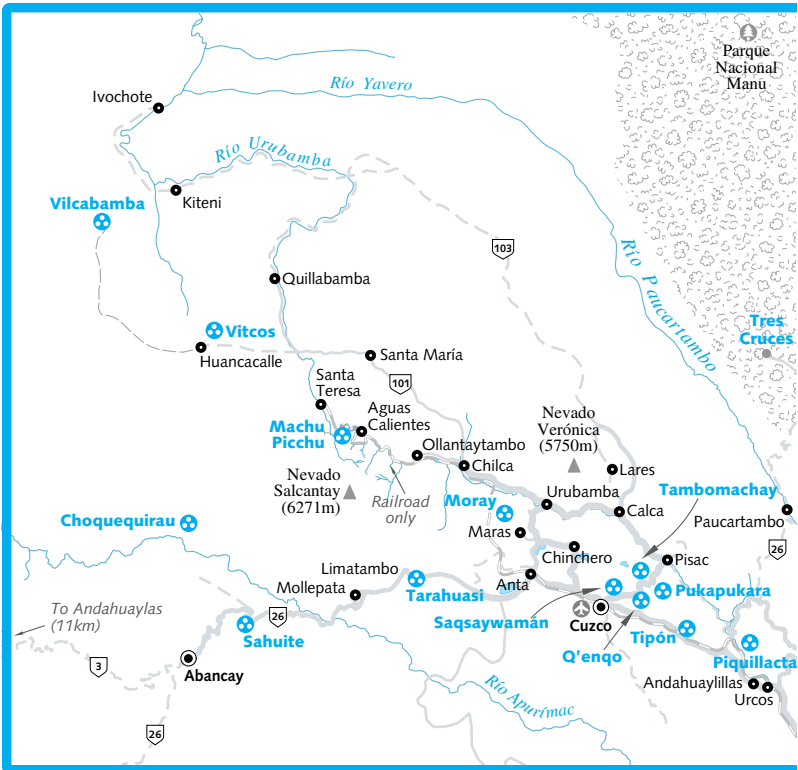 Parque
Nacional
Manu
Río Yavero
Ivochote
Río Urubamba
Kiteni
Vilcabamba
103
Río Paucartambo
Quillabamba
Vitcos
Tres
Cruces
Huancacalle
Santa María
101
Santa
Teresa
Aguas
Calientes
Machu
Picchu
Nevado
Verónica
(5750m)
Ollantaytambo
Chilca
Lares
Nevado
Salcantay
(6271m)
Railroad
only
Moray
Urubamba
Tambomachay
Calca
Paucartambo
Choquequirau
Maras
26
Chinchero
Pisac
Limatambo
Mollepata
Tarahuasi
Anta
Pukapukara
To Andahuaylas
(11km)
26
Saqsaywamán
Cuzco
Sahuite
Q'enqo
Tipón
Piquillacta
3
Abancay
Río Apurímac
Andahuaylillas
Urcos
26